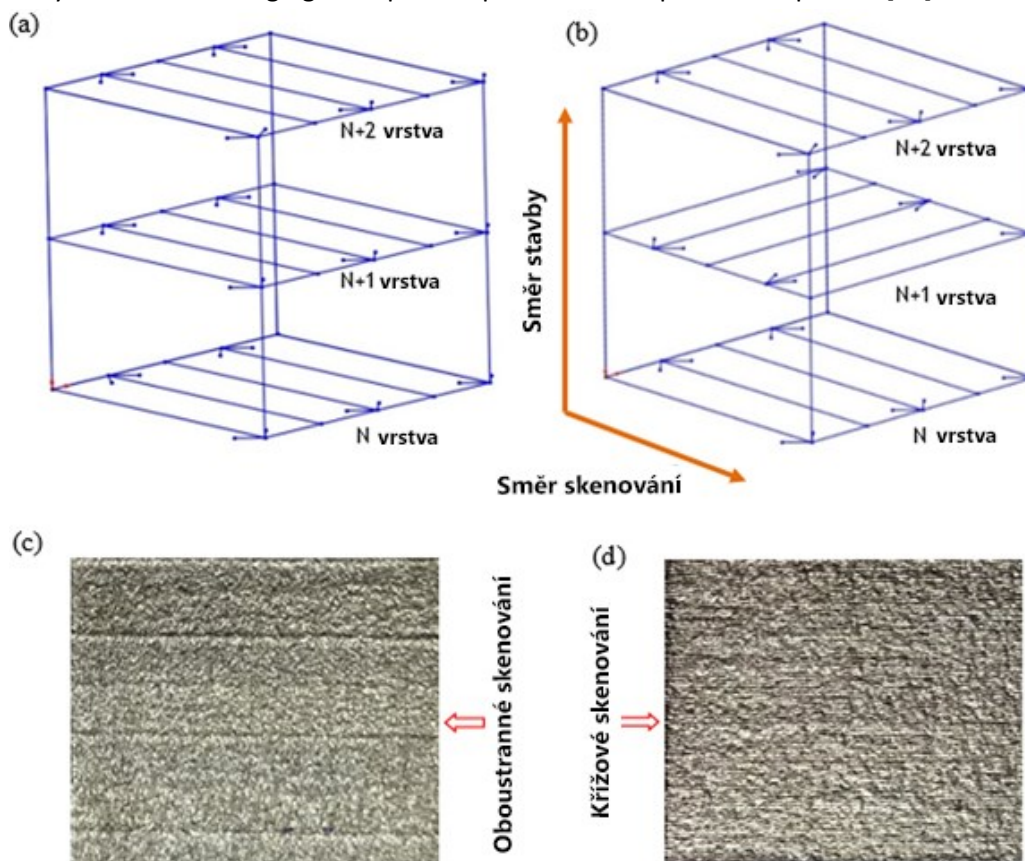 (a)
(b)
N+2 vrstva
N+2 vrstva
N+1 vrstva
N+1 vrstva
N vrstva
N vrstva
Směr stavby
Směr skenování
(c)
(d)
Oboustranné skenování
Křížové skenování